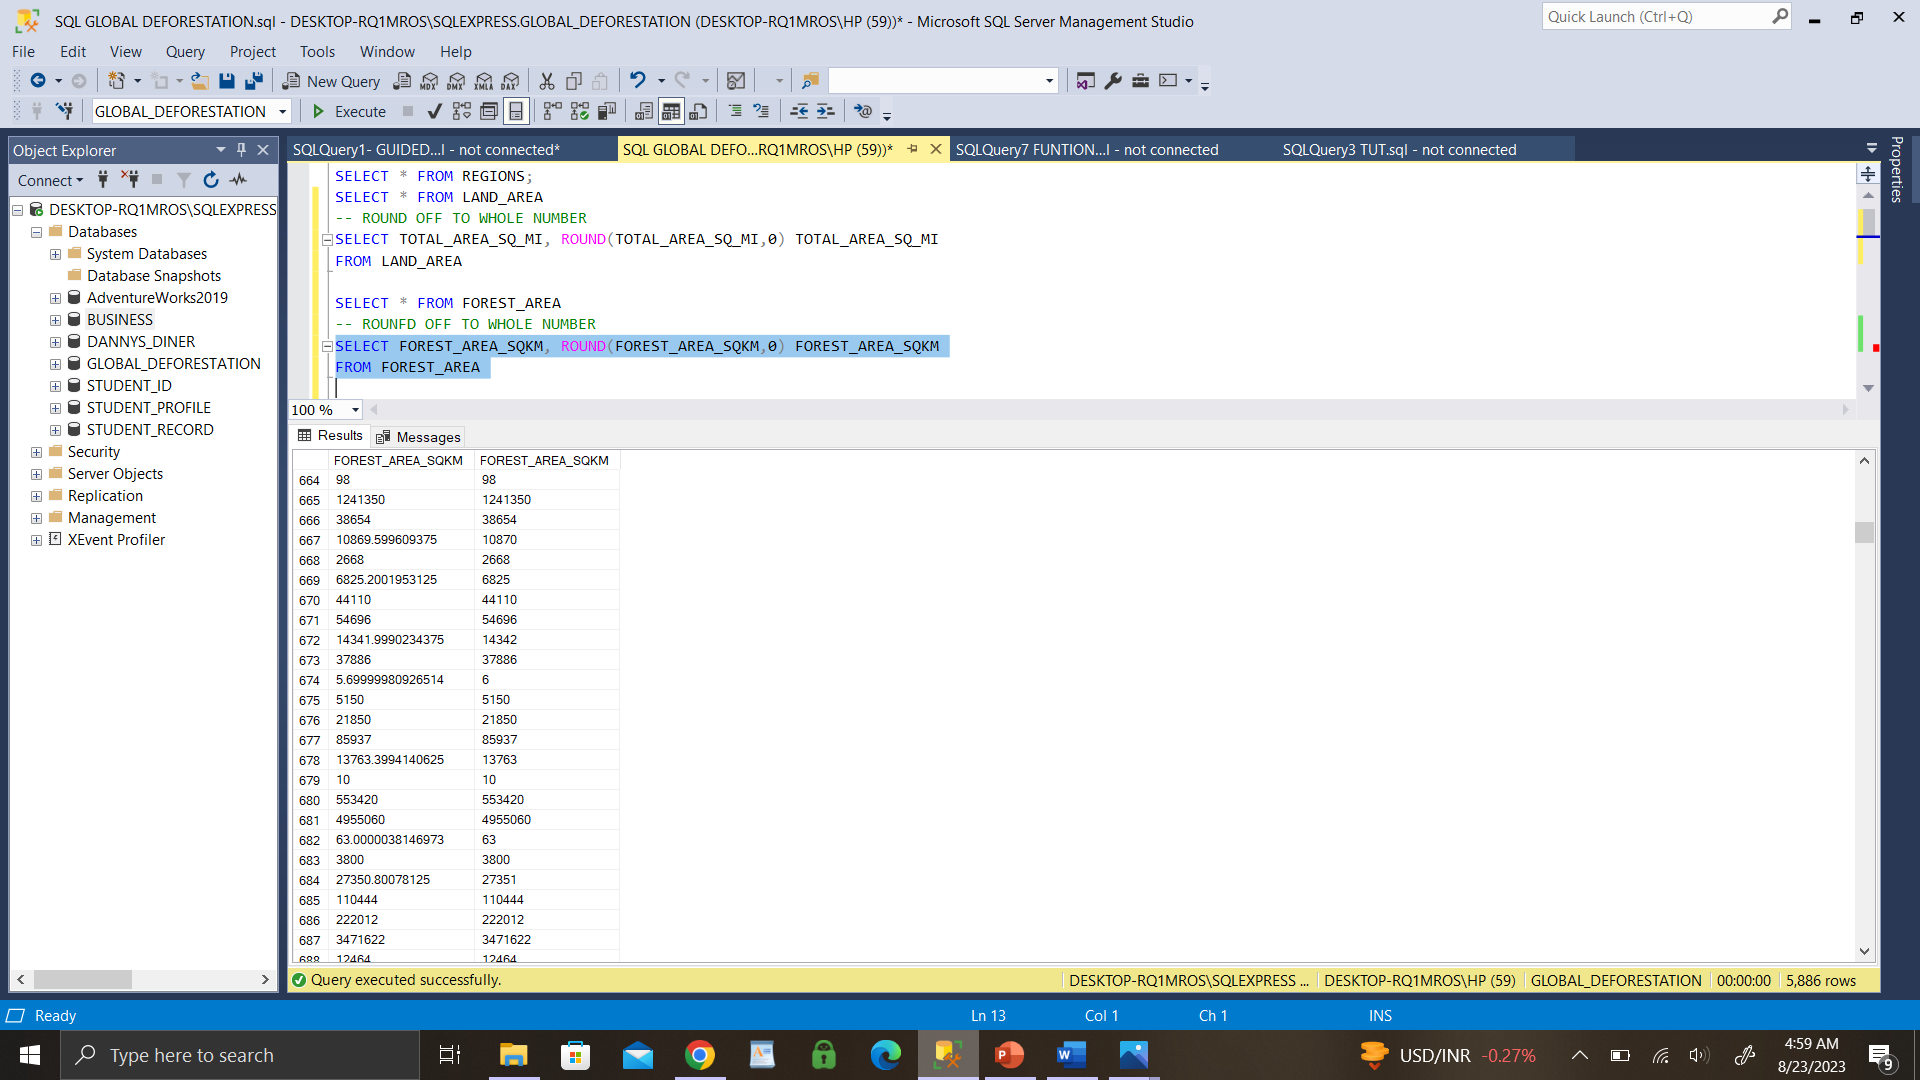 SQL GLOBAL DEFORESTATION.sql - DESKTOP-RQ1MROS\SQLEXPRESS.GLOBAL_DEFORESTATION (DESKTOP-RQ1MROS\HP (59))* - Microsoft SQL Server Management Studio
Quick Launch (Ctrl+Q)
File Edit View Query Project Tools Window Help
New Query MDX DMX XMLA DAX
GLOBAL_DEFORESTATION Execute
Object Explorer
Connect
DESKTOP-RQ1MROS\SQLEXPRESS
Databases
System Databases
Database Snapshots
AdventureWorks2019
BUSINESS
DANNYS_DINER
GLOBAL_DEFORESTATION
STUDENT_ID
STUDENT_PROFILE
STUDENT_RECORD
Security
Server Objects
Replication
Management
XEvent Profiler
SQLQuery1- GUIDED...l - not connected*
SQL GLOBAL DEFO...RQ1MROS\HP (59))*
SQLQuery7 FUNTION...l - not connected
SQLQuery3 TUT.sql - not connected
Properties
SELECT * FROM REGIONS;
SELECT * FROM LAND_AREA
-- ROUND OFF TO WHOLE NUMBER
SELECT TOTAL_AREA_SQ_MI, ROUND(TOTAL_AREA_SQ_MI,0) TOTAL_AREA_SQ_MI
FROM LAND_AREA
SELECT * FROM FOREST_AREA
-- ROUNFD OFF TO WHOLE NUMBER
SELECT FOREST_AREA_SQKM, ROUND(FOREST_AREA_SQKM,0) FOREST_AREA_SQKM
FROM FOREST_AREA
100 %
Results Messages
FOREST_AREA_SQKM FOREST_AREA_SQKM
664 98 98
665 1241350 1241350
666 38654 38654
667 10869.599609375 10870
668 2668 2668
669 6825.2001953125 6825
670 44110 44110
671 54696 54696
672 14341.9990234375 14342
673 37886 37886
674 5.69999980926514 6
675 5150 5150
676 21850 21850
677 85937 85937
678 13763.3994140625 13763
679 10 10
680 553420 553420
681 4955060 4955060
682 63.0000038146973 63
683 3800 3800
684 27350.80078125 27351
685 110444 110444
686 222012 222012
687 3471622 3471622
688 12464 12464
Query executed successfully.
DESKTOP-RQ1MROS\SQLEXPRESS ... DESKTOP-RQ1MROS\HP (59) GLOBAL_DEFORESTATION 00:00:00 5,886 rows
Ready Ln 13 Col 1 Ch 1 INS
Type here to search
USD/INR -0.27%
4:59 AM
8/23/2023
9